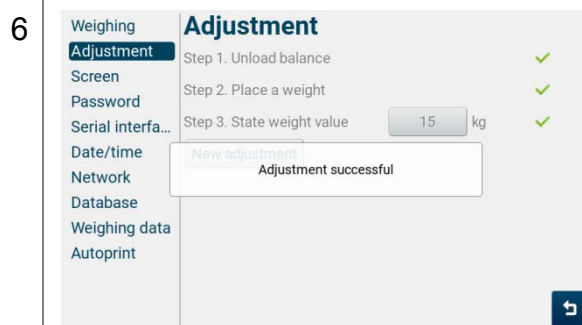 6
Weighing
Adjustment
Screen
Password
Serial interfa...
Date/time
Network
Database
Weighing data
Autoprint
Adjustment
Step 1. Unload balance
Step 2. Place a weight
Step 3. State weight value 15 kg
New adjustment
Adjustment successful